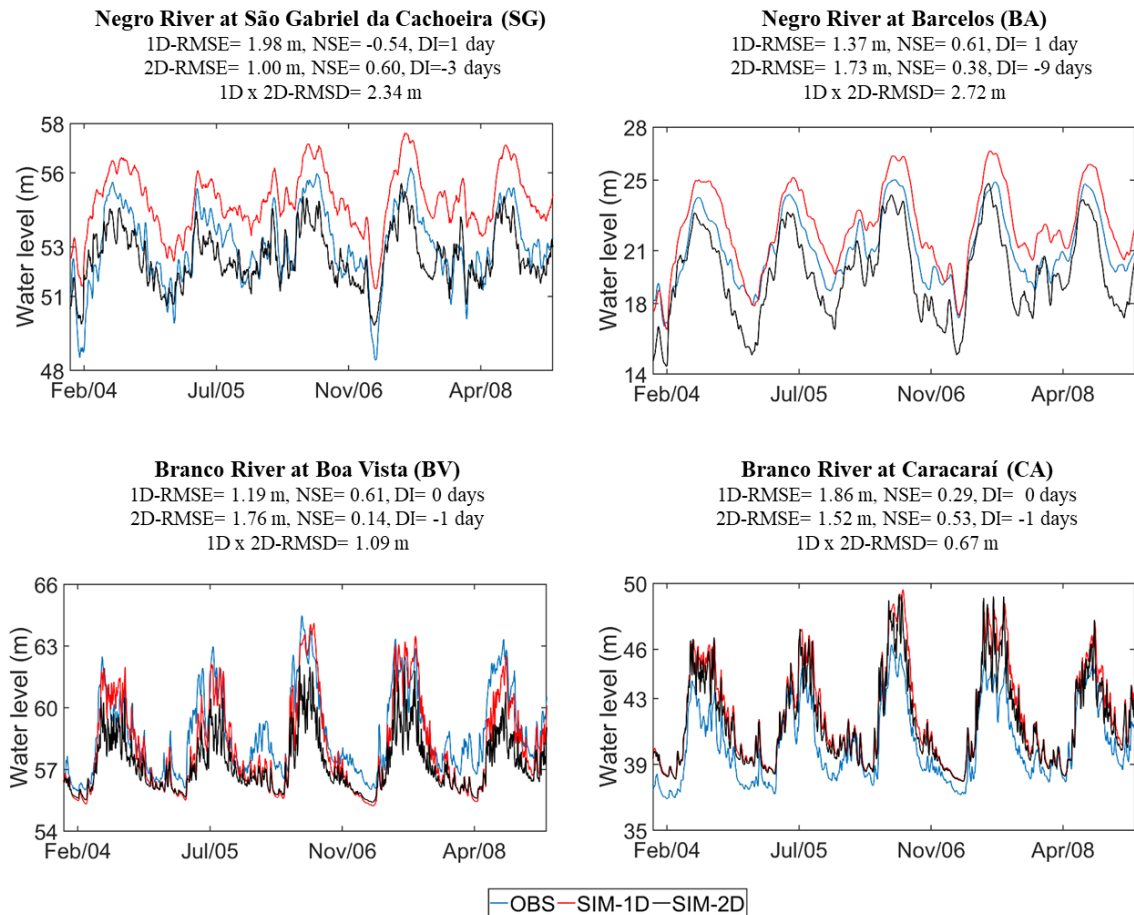 Negro River at São Gabriel da Cachoeira (SG)
1D-RMSE= 1.98 m, NSE= -0.54, DI=1 day
2D-RMSE= 1.00 m, NSE= 0.60, DI=-3 days
1D x 2D-RMSD= 2.34 m
58
56
53
51
48
Water level (m)
Feb/04 Jul/05 Nov/06 Apr/08
Negro River at Barcelos (BA)
1D-RMSE= 1.37 m, NSE= 0.61, DI= 1 day
2D-RMSE= 1.73 m, NSE= 0.38, DI= -9 days
1D x 2D-RMSD= 2.72 m
28
25
21
18
14
Water level (m)
Feb/04 Jul/05 Nov/06 Apr/08
Branco River at Boa Vista (BV)
1D-RMSE= 1.19 m, NSE= 0.61, DI= 0 days
2D-RMSE= 1.76 m, NSE= 0.14, DI= -1 day
1D x 2D-RMSD= 1.09 m
66
63
60
57
54
Water level (m)
Feb/04 Jul/05 Nov/06 Apr/08
Branco River at Caracaraí (CA)
1D-RMSE= 1.86 m, NSE= 0.29, DI= 0 days
2D-RMSE= 1.52 m, NSE= 0.53, DI= -1 days
1D x 2D-RMSD= 0.67 m
50
46
43
39
35
Water level (m)
Feb/04 Jul/05 Nov/06 Apr/08
OBS SIM-1D SIM-2D